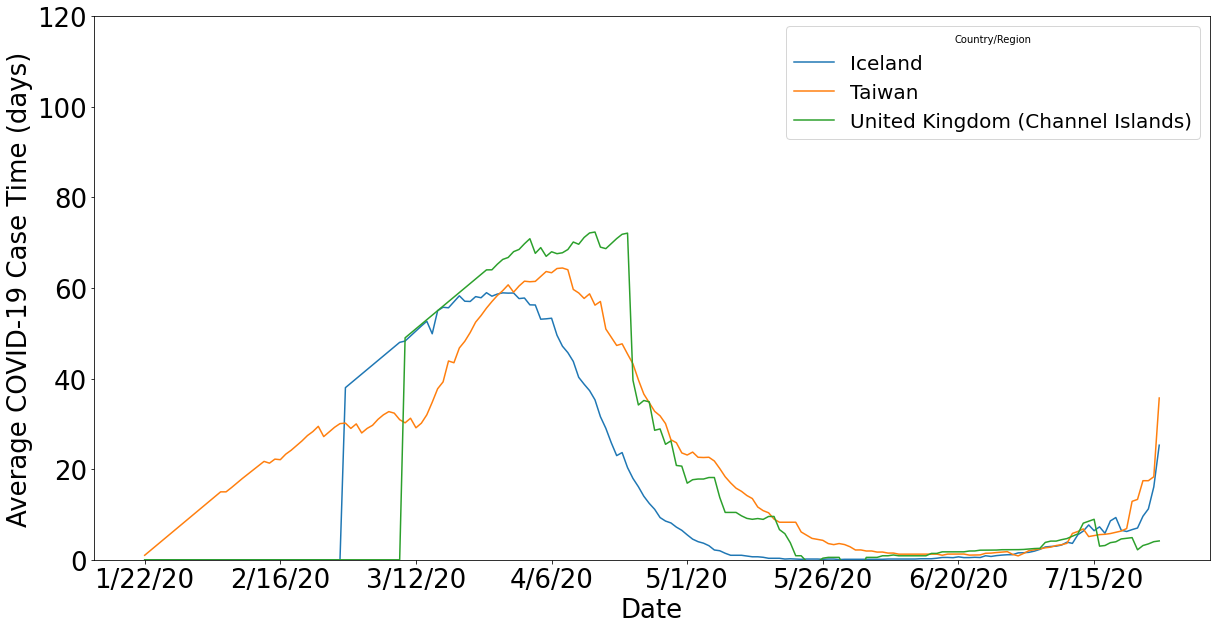 Average COVID-19 Case Time (days)
120
100
80
60
40
20
0
Country/Region
Iceland
Taiwan
United Kingdom (Channel Islands)
1/22/20 2/16/20 3/12/20 4/6/20 5/1/20 5/26/20 6/20/20 7/15/20
Date